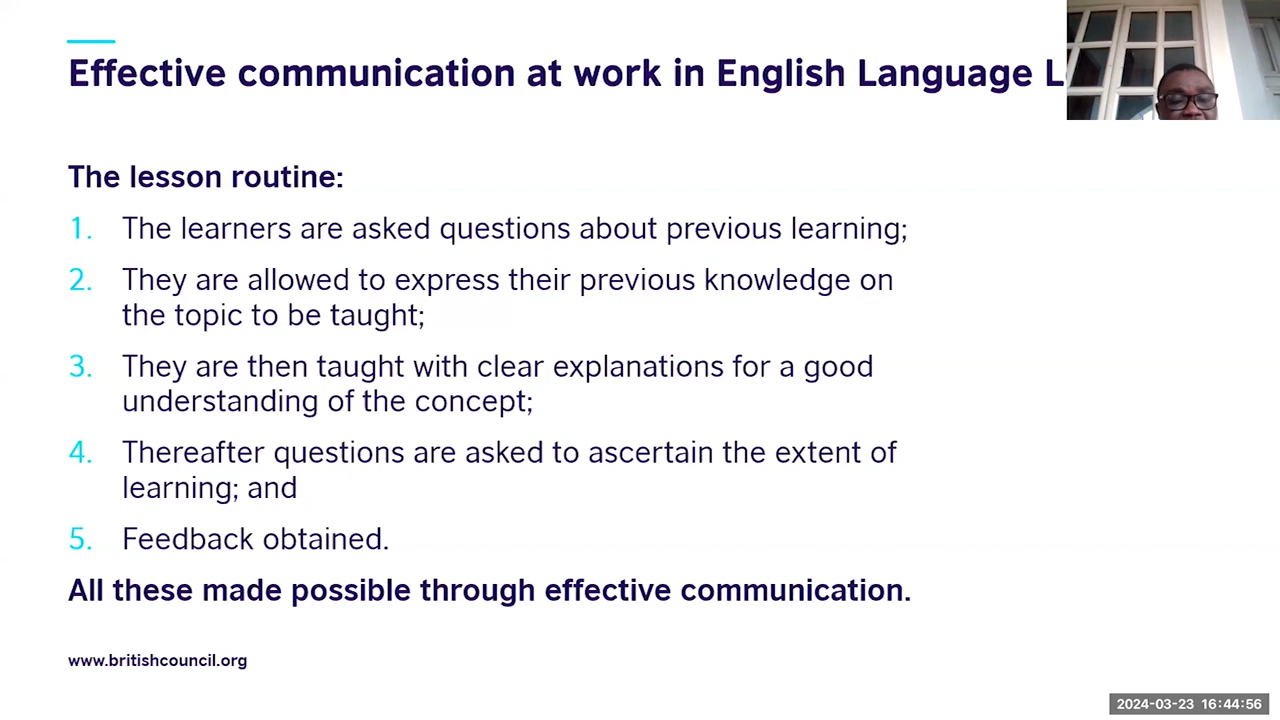 Effective communication at work in English Language L
The lesson routine:
1. The learners are asked questions about previous learning;
2. They are allowed to express their previous knowledge on
the topic to be taught;
3. They are then taught with clear explanations for a good
understanding of the concept;
4. Thereafter questions are asked to ascertain the extent of
learning; and
5. Feedback obtained.
All these made possible through effective communication.
www.britishcouncil.org
2024-03-23 16:44:56